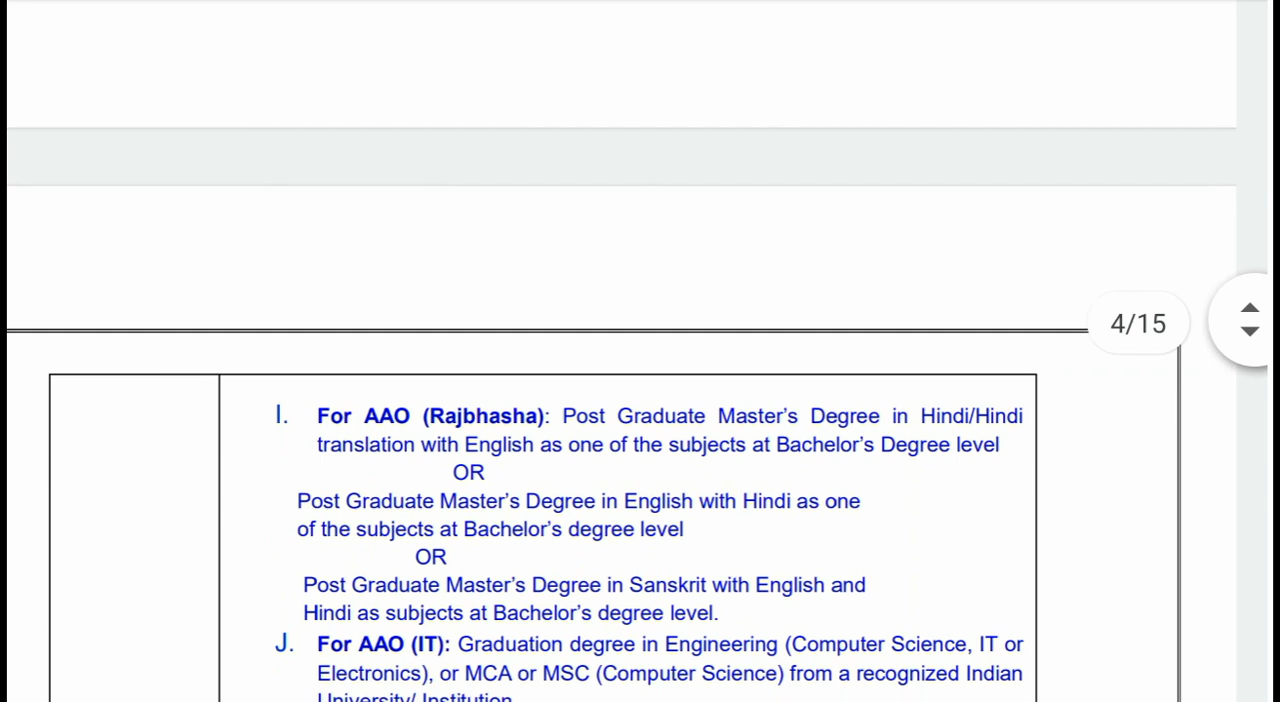 4/15
I. For AAO (Rajbhasha): Post Graduate Master's Degree in Hindi/Hindi
translation with English as one of the subjects at Bachelor's Degree level
OR
Post Graduate Master's Degree in English with Hindi as one
of the subjects at Bachelor's degree level
OR
Post Graduate Master's Degree in Sanskrit with English and
Hindi as subjects at Bachelor's degree level.
J. For AAO (IT): Graduation degree in Engineering (Computer Science, IT or
Electronics), or MCA or MSC (Computer Science) from a recognized Indian
University/ Institution